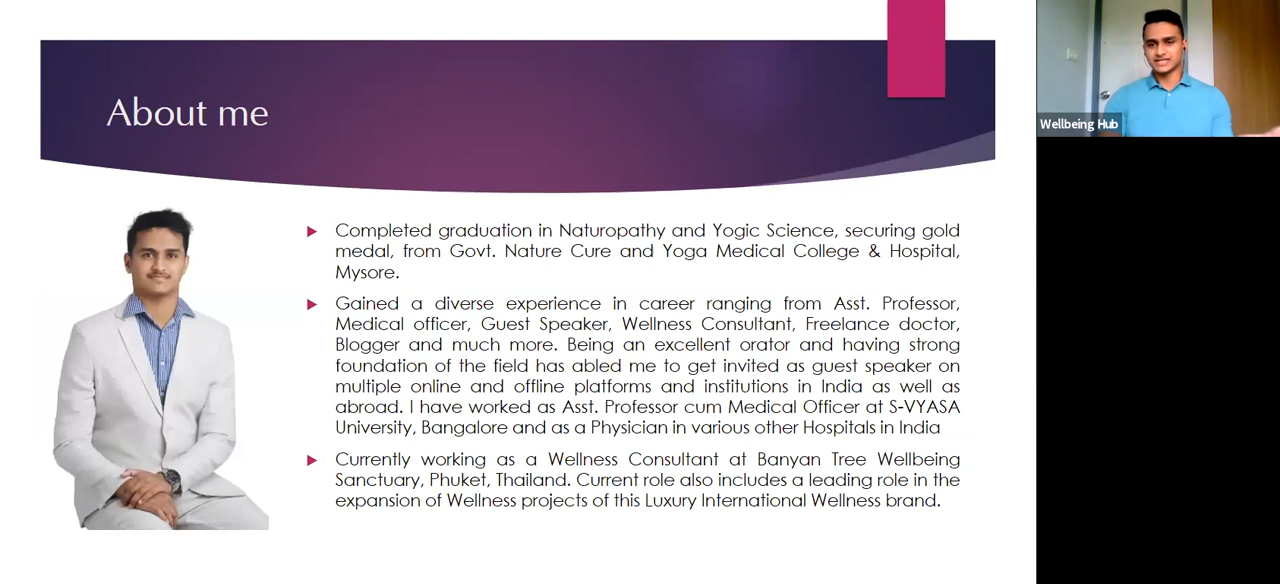 About me
Completed graduation in Naturopathy and Yogic Science, securing gold
medal, from Govt. Nature Cure and Yoga Medical College & Hospital,
Mysore.
Gained a diverse experience in career ranging from Asst. Professor,
Medical officer, Guest Speaker, Wellness Consultant, Freelance doctor,
Blogger and much more. Being an excellent orator and having strong
foundation of the field has abled me to get invited as guest speaker on
multiple online and offline platforms and institutions in India as well as
abroad. I have worked as Asst. Professor cum Medical Officer at S-VYASA
University, Bangalore and as a Physician in various other Hospitals in India
Currently working as a Wellness Consultant at Banyan Tree Wellbeing
Sanctuary, Phuket, Thailand. Current role also includes a leading role in the
expansion of Wellness projects of this Luxury International Wellness brand.
Wellbeing Hub